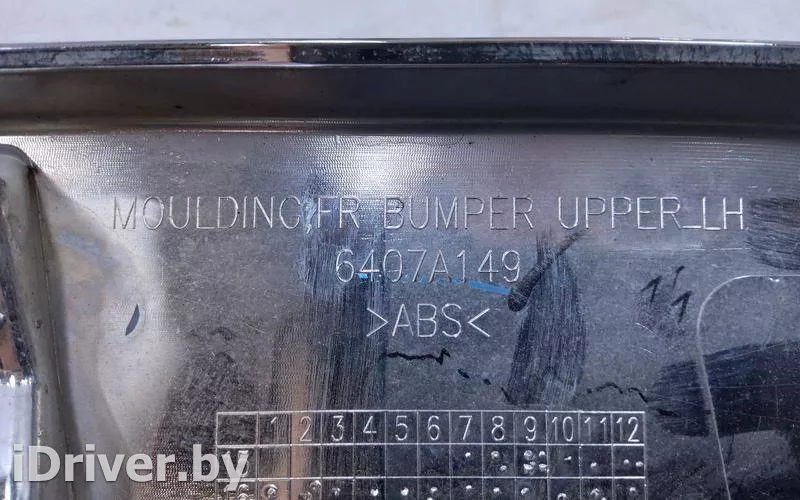 MOULDING,FR BUMPER UPPER_LH
6407A149
>ABS<
11
1 2 3 4 5 6 7 8 9 10 11 12
iDriver.by